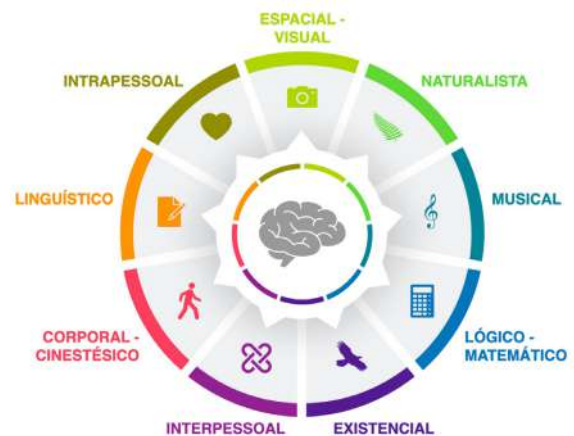 ESPACIAL -
VISUAL
INTRAPESSOAL
NATURALISTA
LINGUÍSTICO
MUSICAL
CORPORAL -
CINESTÉSICO
LÓGICO -
MATEMÁTICO
INTERPESSOAL
EXISTENCIAL